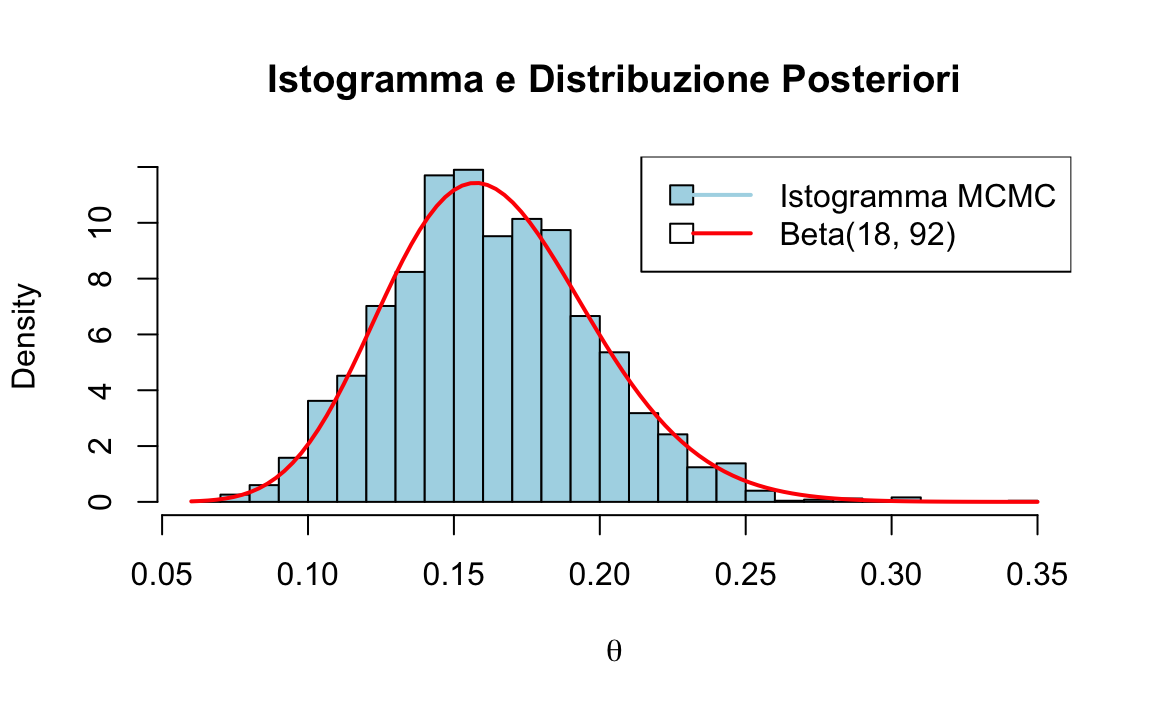 Istogramma e Distribuzione Posteriori
Istogramma MCMC
Beta(18, 92)
Density
10
8
6
4
2
0
0.05 0.10 0.15 0.20 0.25 0.30 0.35
θ